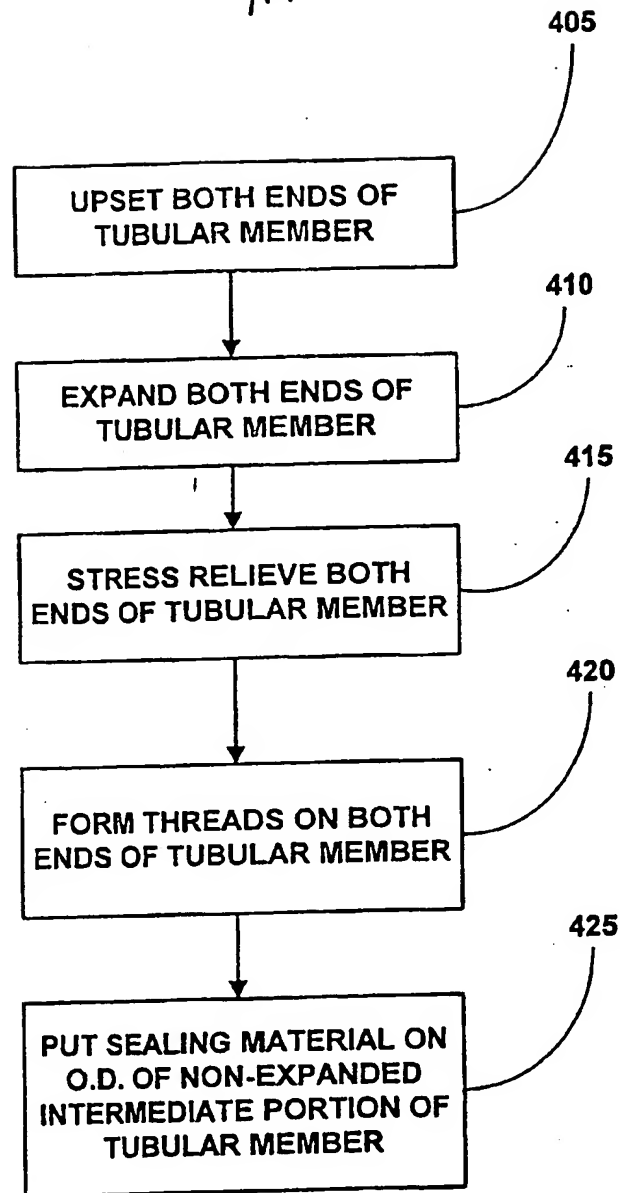 405
UPSET BOTH ENDS OF
TUBULAR MEMBER
410
EXPAND BOTH ENDS OF
TUBULAR MEMBER
415
STRESS RELIEVE BOTH
ENDS OF TUBULAR MEMBER
420
FORM THREADS ON BOTH
ENDS OF TUBULAR MEMBER
425
PUT SEALING MATERIAL ON
O.D. OF NON-EXPANDED
INTERMEDIATE PORTION OF
TUBULAR MEMBER